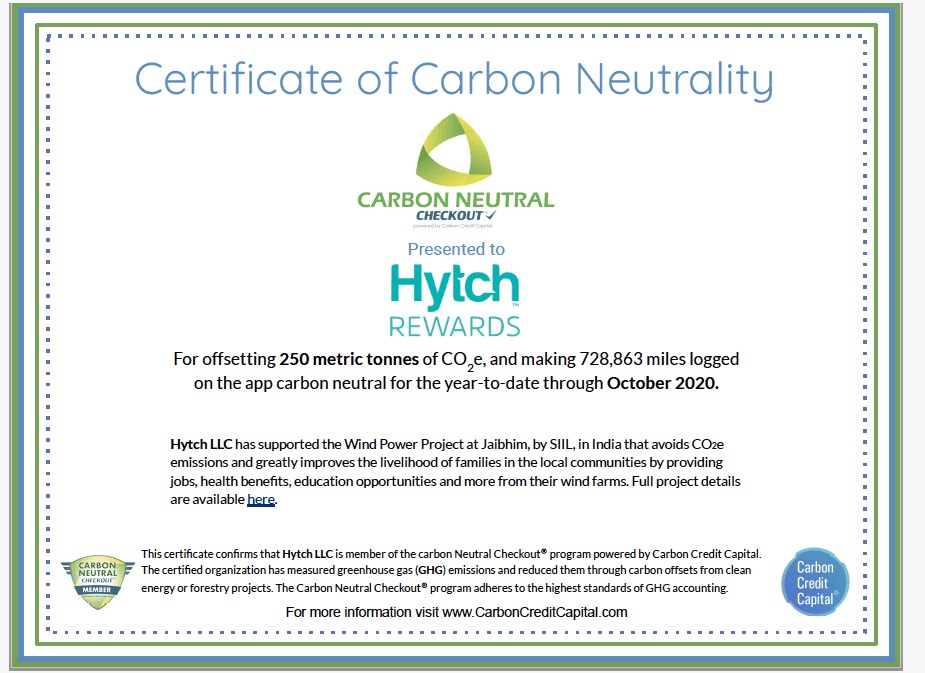 Certificate of Carbon Neutrality
CARBON NEUTRAL
CHECKOUT
powered by Carbon Credit Capital
Presented to
Hytch™
REWARDS
For offsetting 250 metric tonnes of CO₂e, and making 728,863 miles logged
on the app carbon neutral for the year-to-date through October 2020.
Hytch LLC has supported the Wind Power Project at Jaibhim, by SIIL, in India that avoids CO2e
emissions and greatly improves the livelihood of families in the local communities by providing
jobs, health benefits, education opportunities and more from their wind farms. Full project details
are available here.
This certificate confirms that Hytch LLC is member of the carbon Neutral Checkout® program powered by Carbon Credit Capital.
The certified organization has measured greenhouse gas (GHG) emissions and reduced them through carbon offsets from clean
energy or forestry projects. The Carbon Neutral Checkout® program adheres to the highest standards of GHG accounting.
For more information visit www.CarbonCreditCapital.com
CARBON
NEUTRAL
CHECKOUT
MEMBER
Carbon
Credit
Capital®